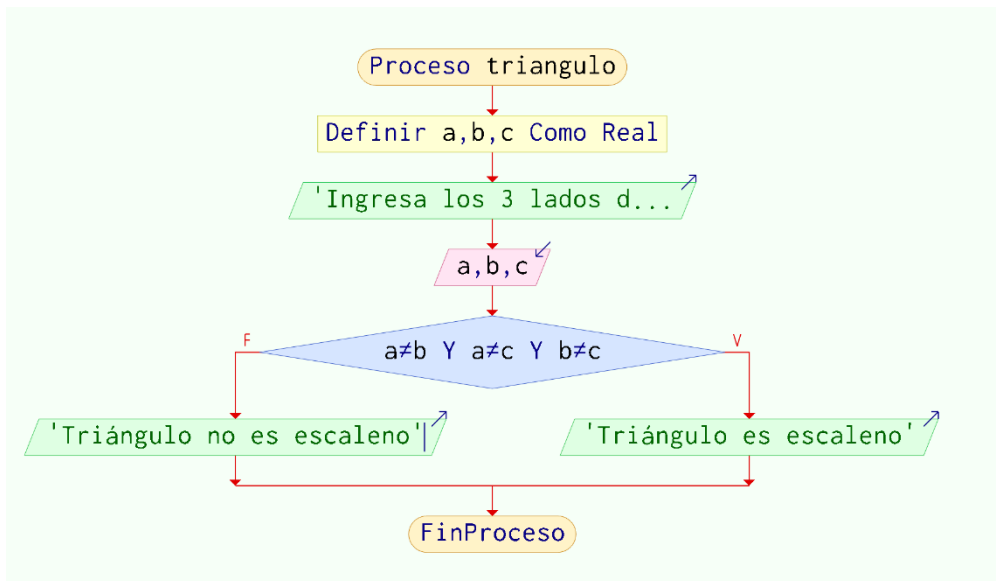 Proceso triangulo
Definir a,b,c Como Real
'Ingresa los 3 lados d...
a,b,c
F
a≠b Y a≠c Y b≠c
V
'Triángulo no es escaleno'
'Triángulo es escaleno'
FinProceso